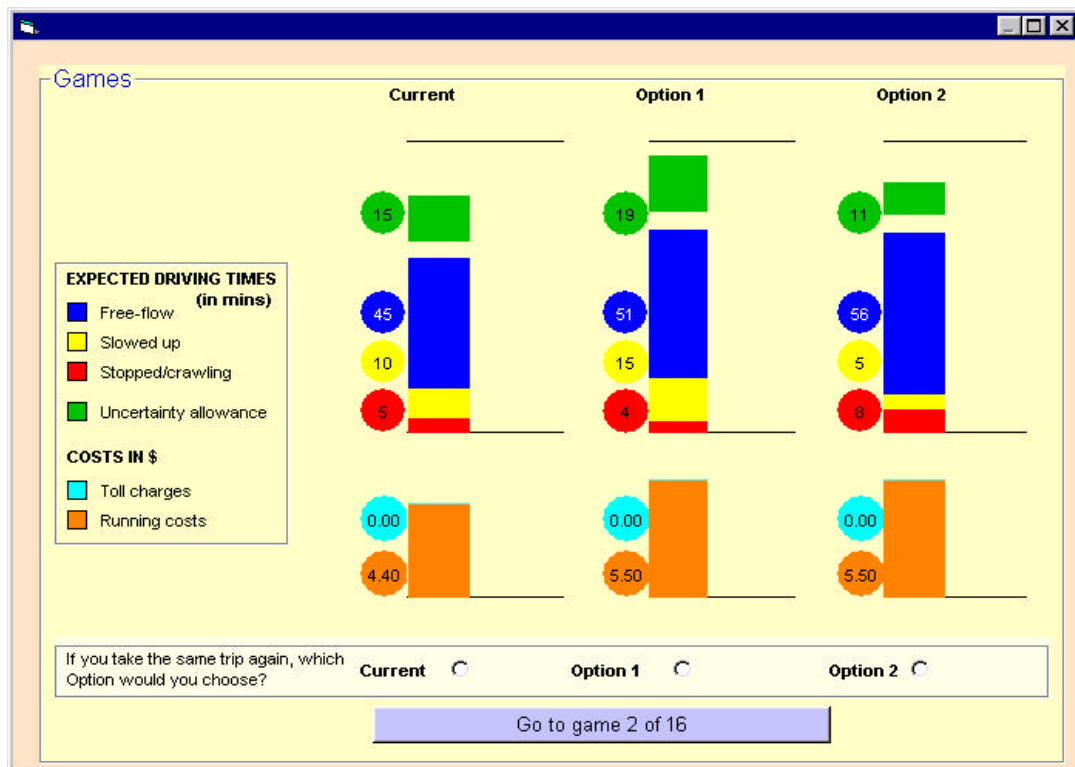 Games
Current Option 1 Option 2
15 19 11
EXPECTED DRIVING TIMES
(in mins)
Free-flow
45 51 56
Slowed up
10 15 5
Stopped/crawling
5 4 8
Uncertainty allowance
COSTS IN $
Toll charges
0.00 0.00 0.00
Running costs
4.40 5.50 5.50
If you take the same trip again, which
Option would you choose?
Current Option 1 Option 2
Go to game 2 of 16